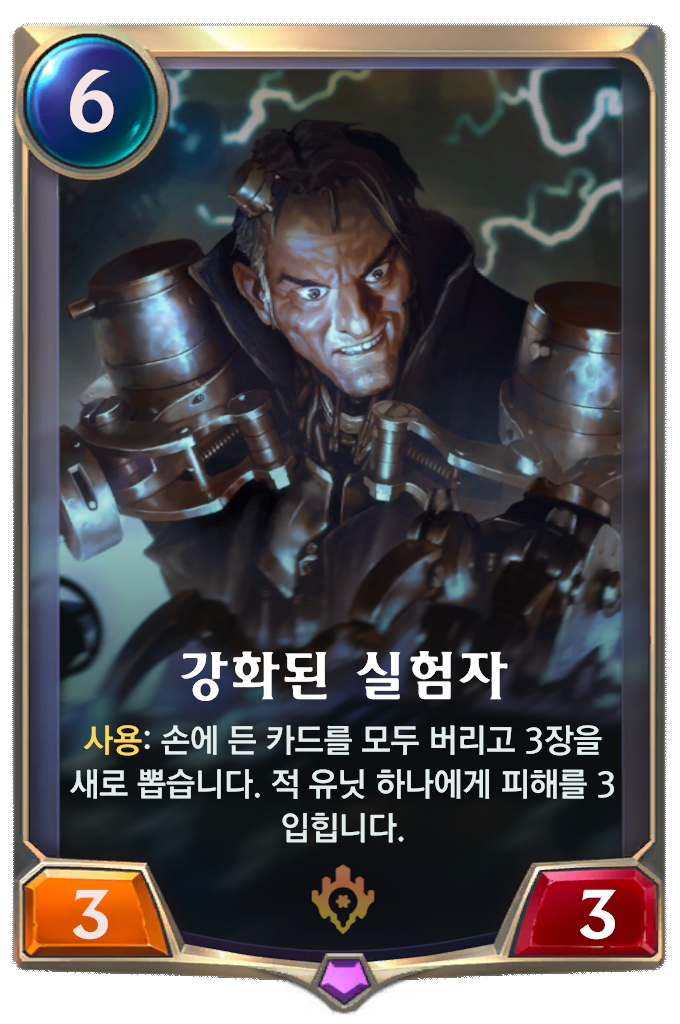 6
강화된 실험자
사용: 손에 든 카드를 모두 버리고 3장을
새로 뽑습니다. 적 유닛 하나에게 피해를 3
입힙니다.
3
3